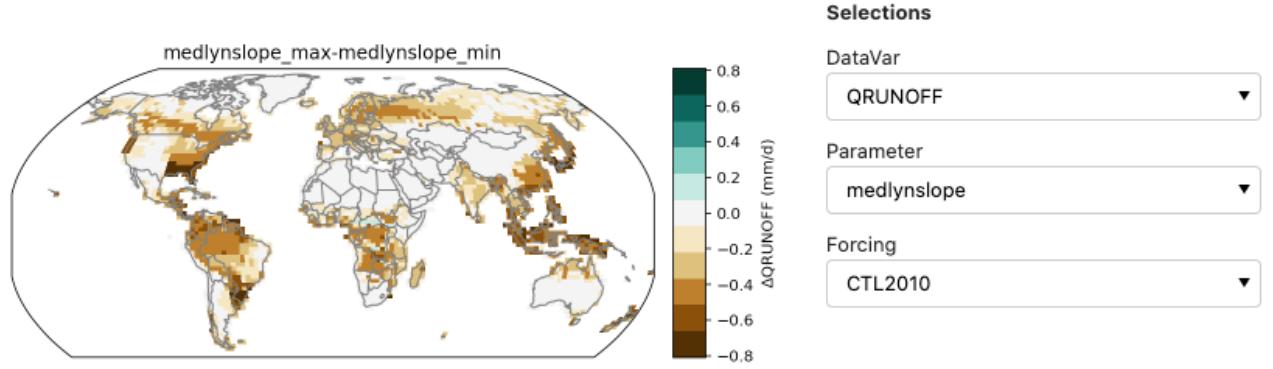 medlynslope_max-medlynslope_min
0.8
0.6
0.4
0.2
0.0
−0.2
−0.4
−0.6
−0.8
ΔQRUNOFF (mm/d)
Selections
DataVar
QRUNOFF
Parameter
medlynslope
Forcing
CTL2010